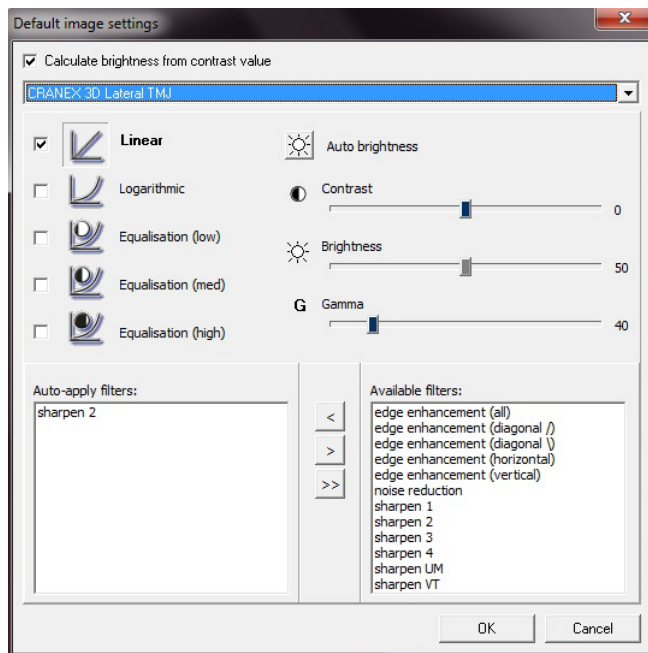 Default image settings
Calculate brightness from contrast value
CRANEX 3D Lateral TMJ
Linear
Auto brightness
Logarithmic
Contrast
0
Equalisation (low)
Brightness
50
Equalisation (med)
G Gamma
40
Equalisation (high)
Auto-apply filters:
sharpen 2
<
>
>>
Available filters:
edge enhancement (all)
edge enhancement (diagonal /)
edge enhancement (diagonal \)
edge enhancement (horizontal)
edge enhancement (vertical)
noise reduction
sharpen 1
sharpen 2
sharpen 3
sharpen 4
sharpen UM
sharpen VT
OK
Cancel